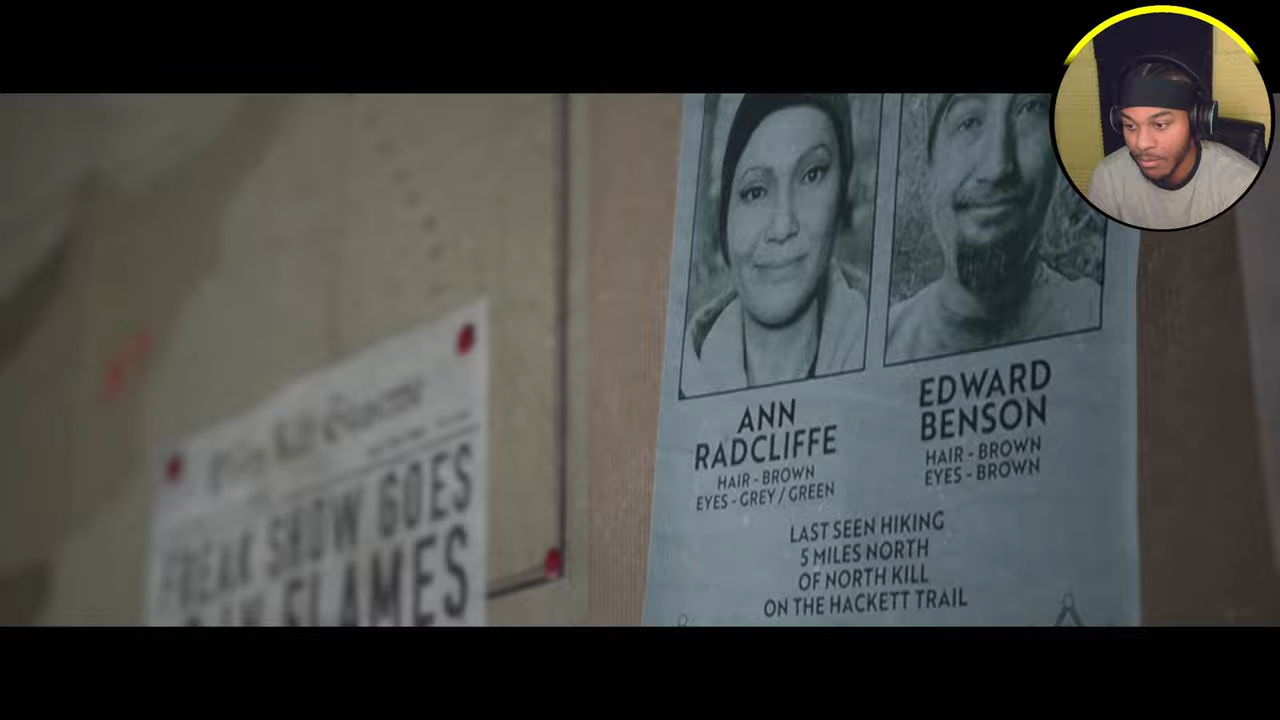 FREAK SHOW GOES
FLAMES
ANN
RADCLIFFE
HAIR - BROWN
EYES - GREY / GREEN
EDWARD
BENSON
HAIR - BROWN
EYES - BROWN
LAST SEEN HIKING
5 MILES NORTH
OF NORTH KILL
ON THE HACKETT TRAIL